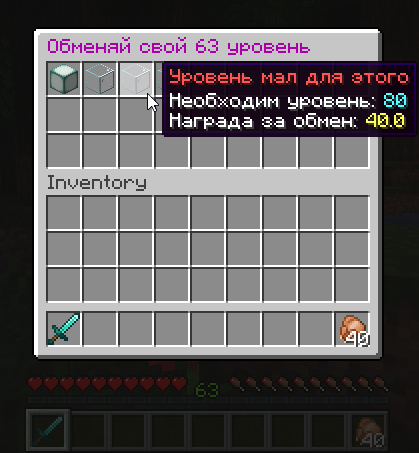 Обменяй свой 63 уровень
Уровень мал для этого
Необходим уровень: 80
Награда за обмен: 40.0
Inventory
40
63
40